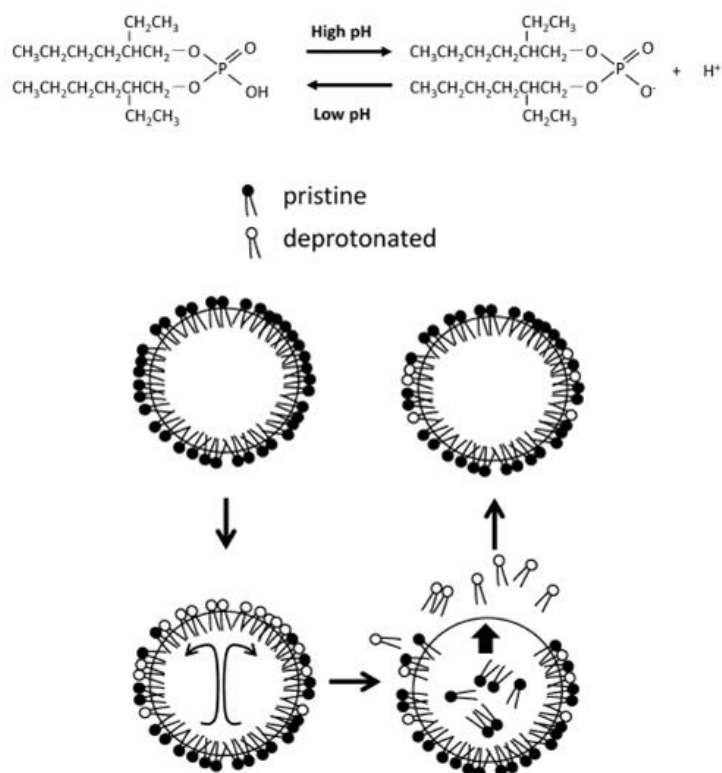 CH₂CH₃ CH₂CH₃
CH₃CH₂CH₂CH₂CHCH₂—O O High pH CH₃CH₂CH₂CH₂CHCH₂—O O
P P + H⁺
CH₃CH₂CH₂CH₂CHCH₂—O OH CH₃CH₂CH₂CH₂CHCH₂—O O⁻
CH₂CH₃ Low pH CH₂CH₃
pristine
deprotonated